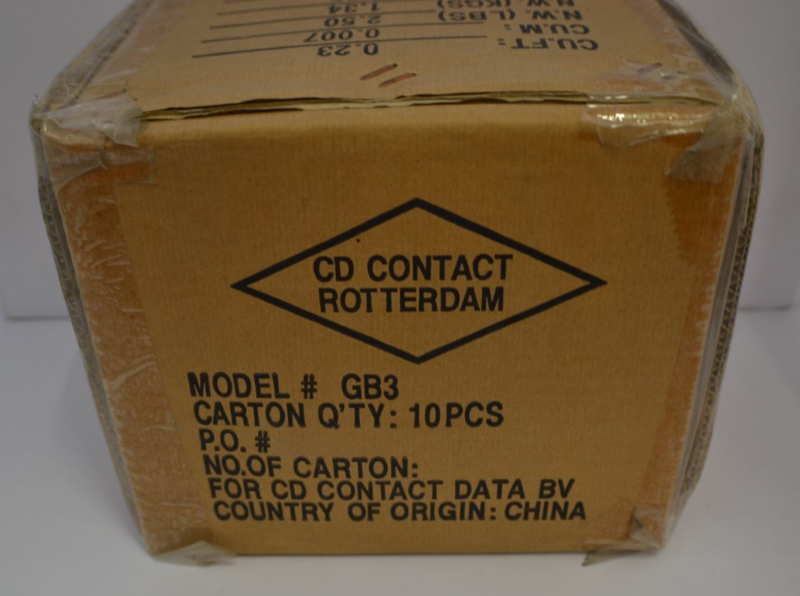 CU.FT: 0.23
CU.M : 0.007
N.W. (LBS) 2.50
N.W. (KGS) 1.34
CD CONTACT
ROTTERDAM
MODEL # GB3
CARTON Q'TY: 10PCS
P.O. #
NO.OF CARTON:
FOR CD CONTACT DATA BV
COUNTRY OF ORIGIN: CHINA